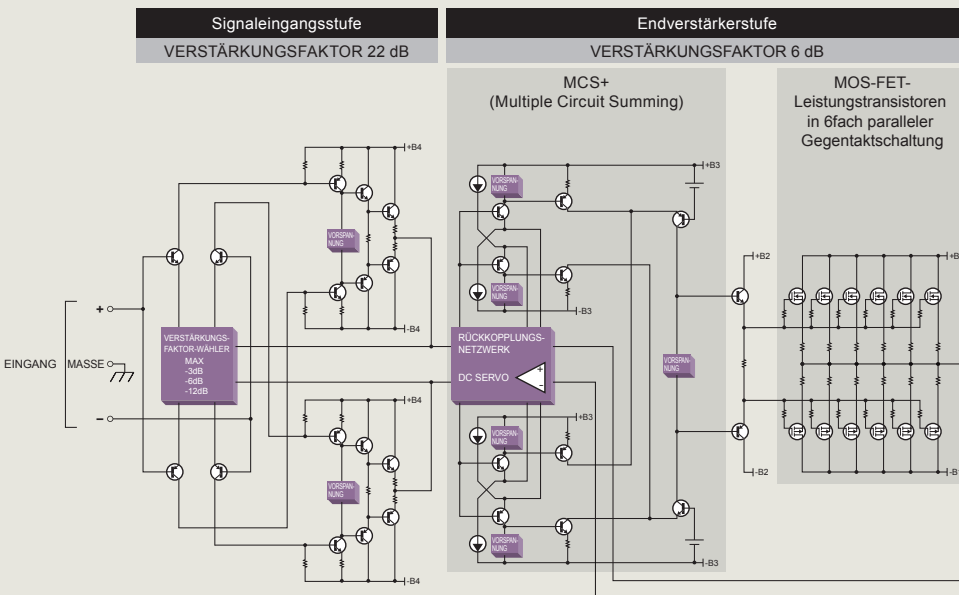 Signaleingangsstufe
VERSTÄRKUNGSFAKTOR 22 dB
Endverstärkerstufe
VERSTÄRKUNGSFAKTOR 6 dB
MCS+
(Multiple Circuit Summing)
MOS-FET-
Leistungstransistoren
in 6fach paralleler
Gegentaktschaltung
+B4
+B3
VORSPAN-
NUNG
VORSPAN-
NUNG
+B2
VORSPAN-
NUNG
-B3
-B4
+
EINGANG
MASSE
–
VERSTÄRKUNGS-
FAKTOR-WÄHLER
MAX
-3dB
-6dB
-12dB
RÜCKKOPPLUNGS-
NETZWERK
DC SERVO
+
-
VORSPAN-
NUNG
+B4
+B3
VORSPAN-
NUNG
-B2
VORSPAN-
NUNG
VORSPAN-
NUNG
-B3
-B4